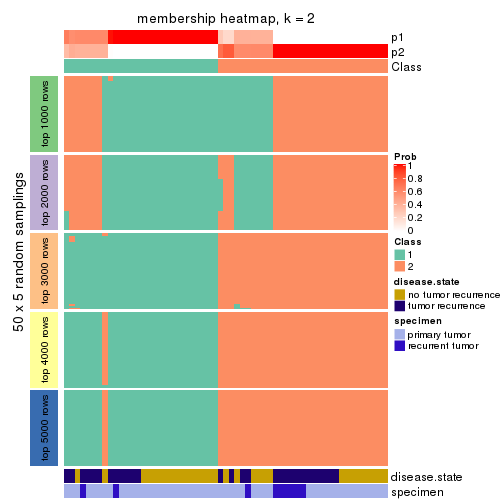 membership heatmap, k = 2
p1
p2
Class
50 x 5 random samplings
top 1000 rows
top 2000 rows
top 3000 rows
top 4000 rows
top 5000 rows
Prob
1
0.8
0.6
0.4
0.2
0
Class
1
2
disease.state
no tumor recurrence
tumor recurrence
specimen
primary tumor
recurrent tumor
disease.state
specimen